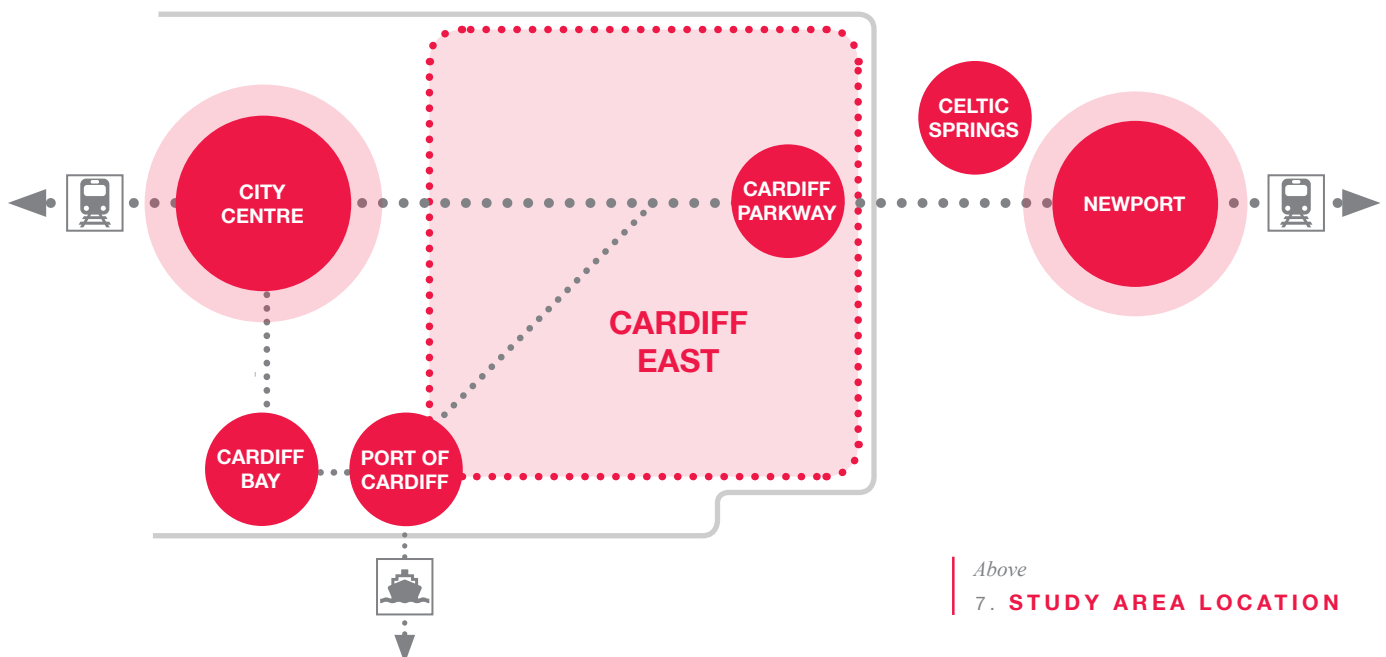 CELTIC
SPRINGS
CITY
CENTRE
CARDIFF
PARKWAY
NEWPORT
CARDIFF
EAST
CARDIFF
BAY
PORT OF
CARDIFF
Above
7. STUDY AREA LOCATION